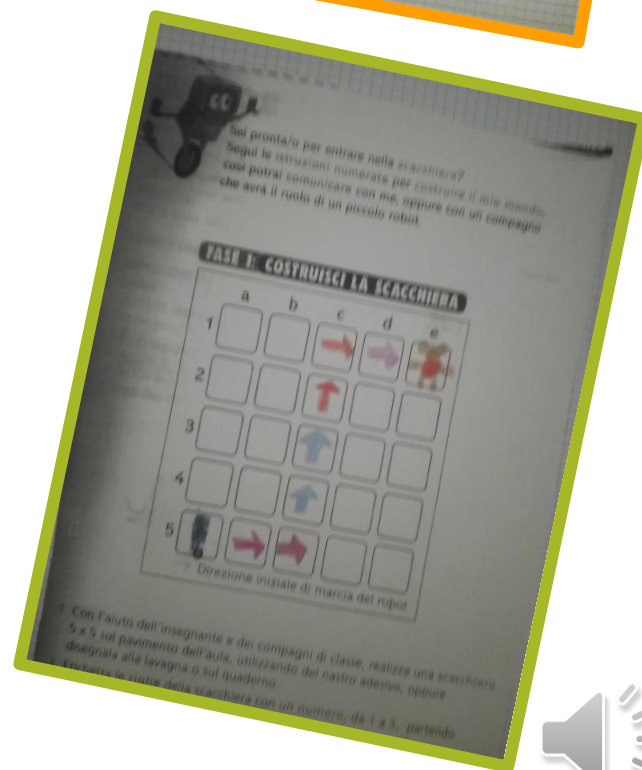 Sei pronta/o per entrare nella scacchiera?
Segui le istruzioni numerate per costruire il mio mondo,
così potrai comunicare con me, oppure con un compagno
che avrà il ruolo di un piccolo robot.
FASE 1: COSTRUISCI LA SCACCHIERA
a b c d e
1
2
3
4
5
Direzione iniziale di marcia del robot
Con l'aiuto dell'insegnante e dei compagni di classe, realizza una scacchiera
5 x 5 sul pavimento dell'aula, utilizzando del nastro adesivo, oppure
disegnala alla lavagna o sul quaderno
Etichetta le righe della scacchiera con un numero, da 1 a 5, partendo